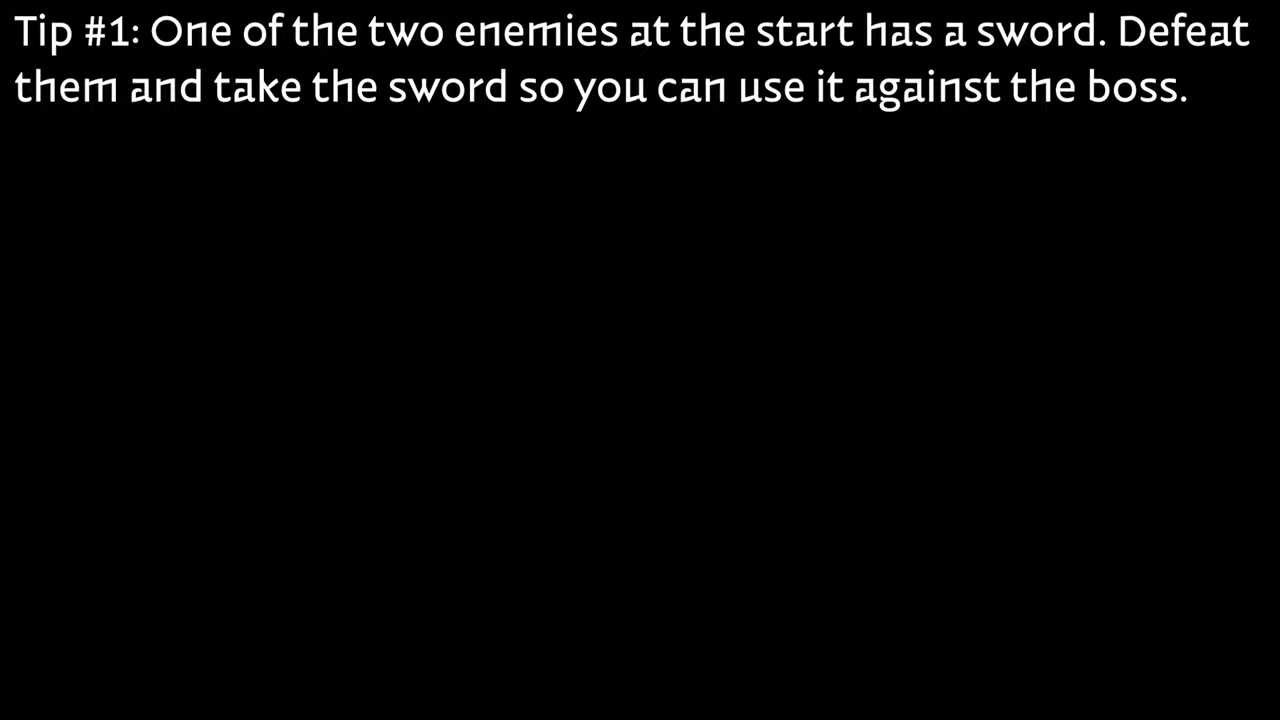 Tip #1: One of the two enemies at the start has a sword. Defeat
them and take the sword so you can use it against the boss.